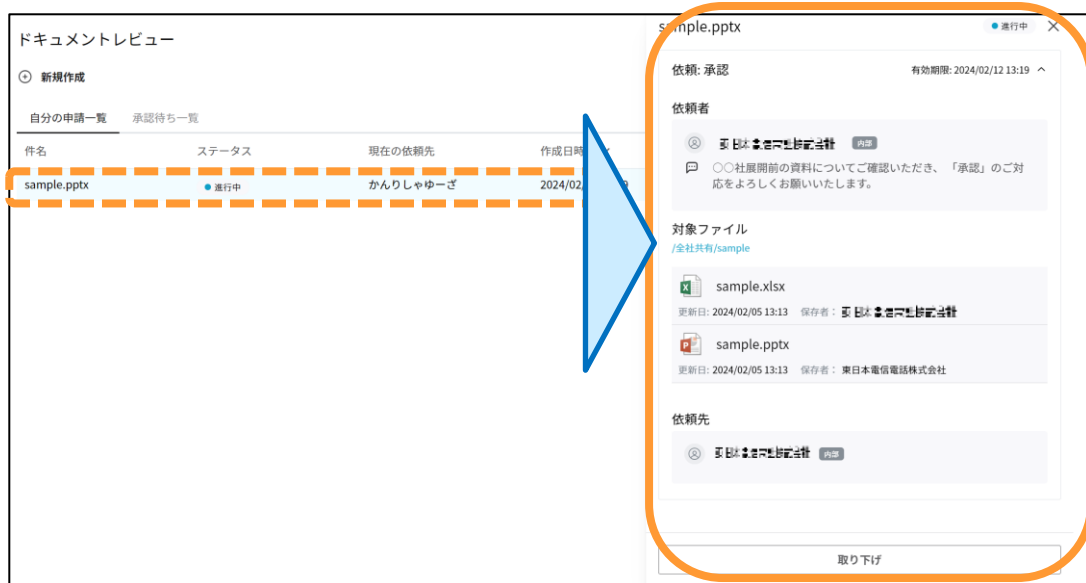 ドキュメントレビュー
新規作成
自分の申請一覧 承認待ち一覧
件名 ステータス 現在の依頼先 作成日時
sample.pptx 進行中 かんりしゃゆーざ 2024/02/
sample.pptx 進行中
依頼: 承認 有効期限: 2024/02/12 13:19
依頼者
内部
○○社展開前の資料についてご確認いただき、「承認」のご対
応をよろしくお願いいたします。
対象ファイル
/全社共有/sample
sample.xlsx
更新日: 2024/02/05 13:13 保存者:
sample.pptx
更新日: 2024/02/05 13:13 保存者: 東日本電信電話株式会社
依頼先
内部
取り下げ